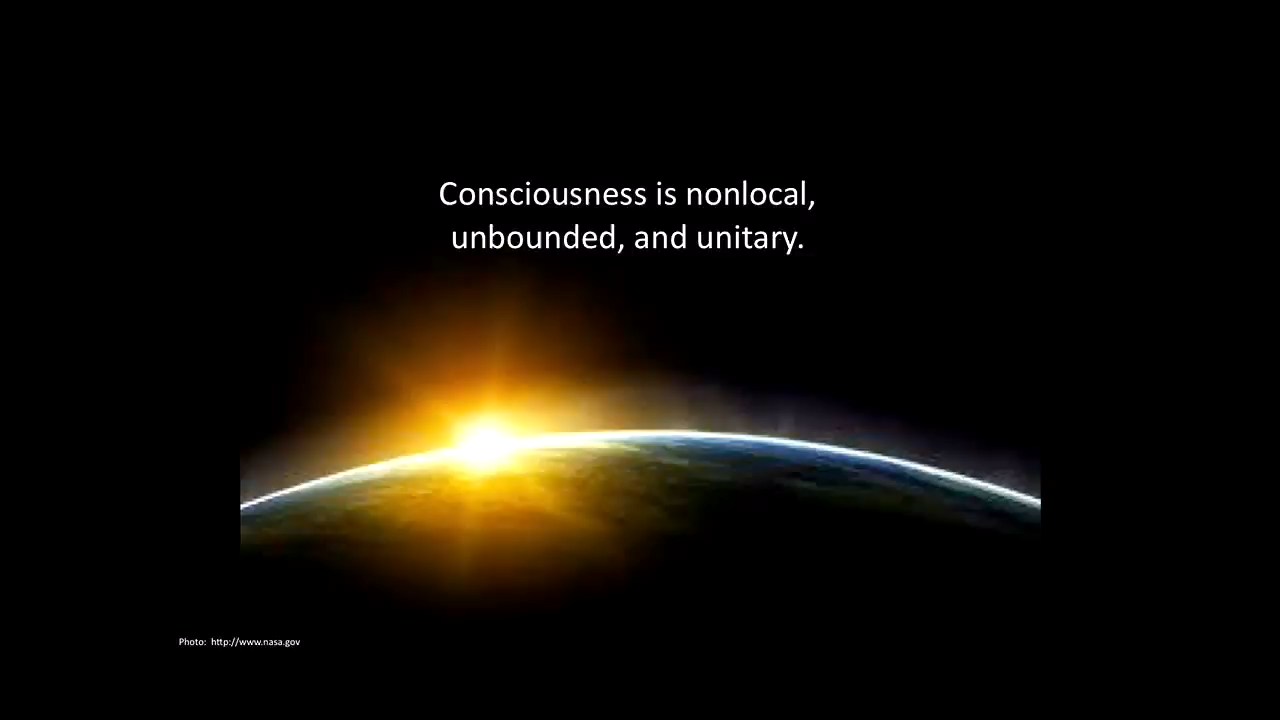 Consciousness is nonlocal,
unbounded, and unitary.
Photo: http://www.nasa.gov